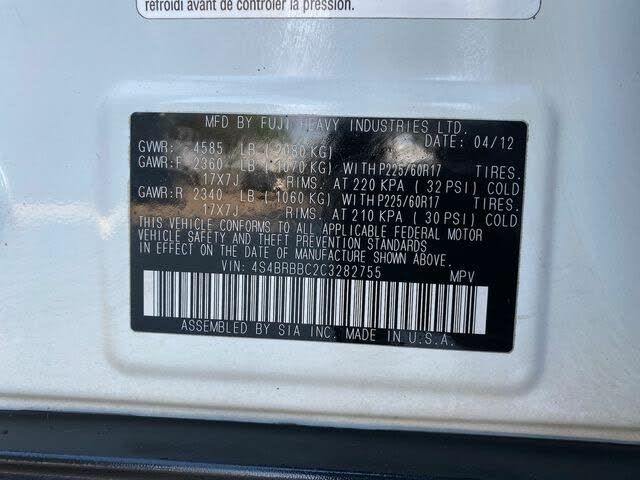 refroidi avant de contrôler la pression.
MFD BY FUJI HEAVY INDUSTRIES LTD.
DATE: 04/12
GVWR: 4585 LB (2080 KG)
GAWR:F 2360 LB (1070 KG) WITH P225/60R17 TIRES.
17X7J RIMS. AT 220 KPA (32 PSI) COLD
GAWR:R 2340 LB (1060 KG) WITH P225/60R17 TIRES.
17X7J RIMS. AT 210 KPA (30 PSI) COLD
THIS VEHICLE CONFORMS TO ALL APPLICABLE FEDERAL MOTOR
VEHICLE SAFETY AND THEFT PREVENTION STANDARDS
IN EFFECT ON THE DATE OF MANUFACTURE SHOWN ABOVE.
VIN: 4S4BRBBC2C3282755 MPV
ASSEMBLED BY SIA INC. MADE IN U.S.A.